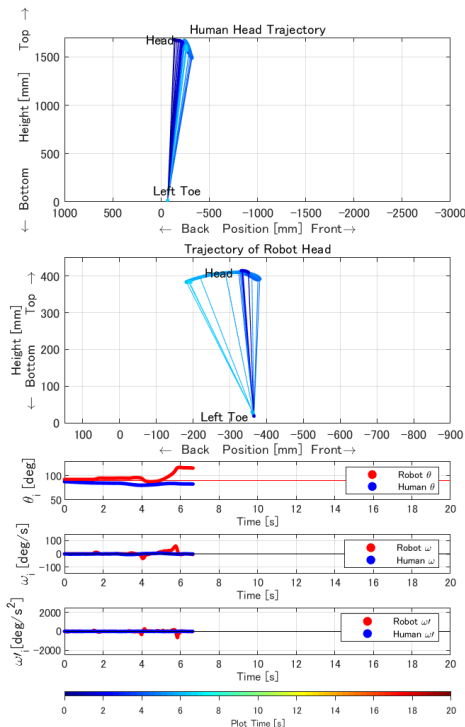 Human Head Trajectory
← Bottom Height [mm] Top →
1500
1000
500
0
Head
Left Toe
1000 500 0 -500 -1000 -1500 -2000 -2500 -3000
← Back Position [mm] Front→
Trajectory of Robot Head
← Bottom Height [mm] Top →
400
300
200
100
0
Head
Left Toe
100 0 -100 -200 -300 -400 -500 -600 -700 -800 -900
← Back Position [mm] Front→
θi [deg]
100
50
Robot θ
Human θ
0 2 4 6 8 10 12 14 16 18 20
Time [s]
ωi [deg/s]
100
0
-100
Robot ω
Human ω
0 2 4 6 8 10 12 14 16 18 20
Time [s]
ω′i[deg/s²]
2000
0
-2000
Robot ω′
Human ω′
0 2 4 6 8 10 12 14 16 18 20
Time [s]
0 2 4 6 8 10 12 14 16 18 20
Plot Time [s]